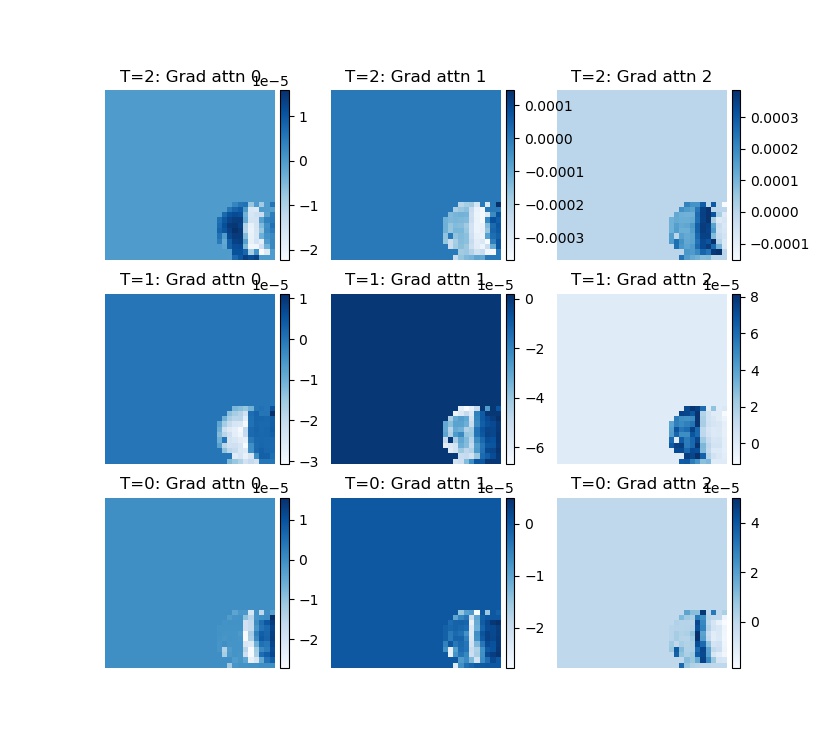 T=2: Grad attn 0
1e−5
T=2: Grad attn 1
T=2: Grad attn 2
1
0
−1
−2
0.0001
0.0000
−0.0001
−0.0002
−0.0003
0.0003
0.0002
0.0001
0.0000
−0.0001
T=1: Grad attn 0
1e−5
T=1: Grad attn 1
1e−5
T=1: Grad attn 2
1e−5
1
0
−1
−2
−3
0
−2
−4
−6
8
6
4
2
0
T=0: Grad attn 0
1e−5
T=0: Grad attn 1
1e−5
T=0: Grad attn 2
1e−5
1
0
−1
−2
0
−1
−2
4
2
0